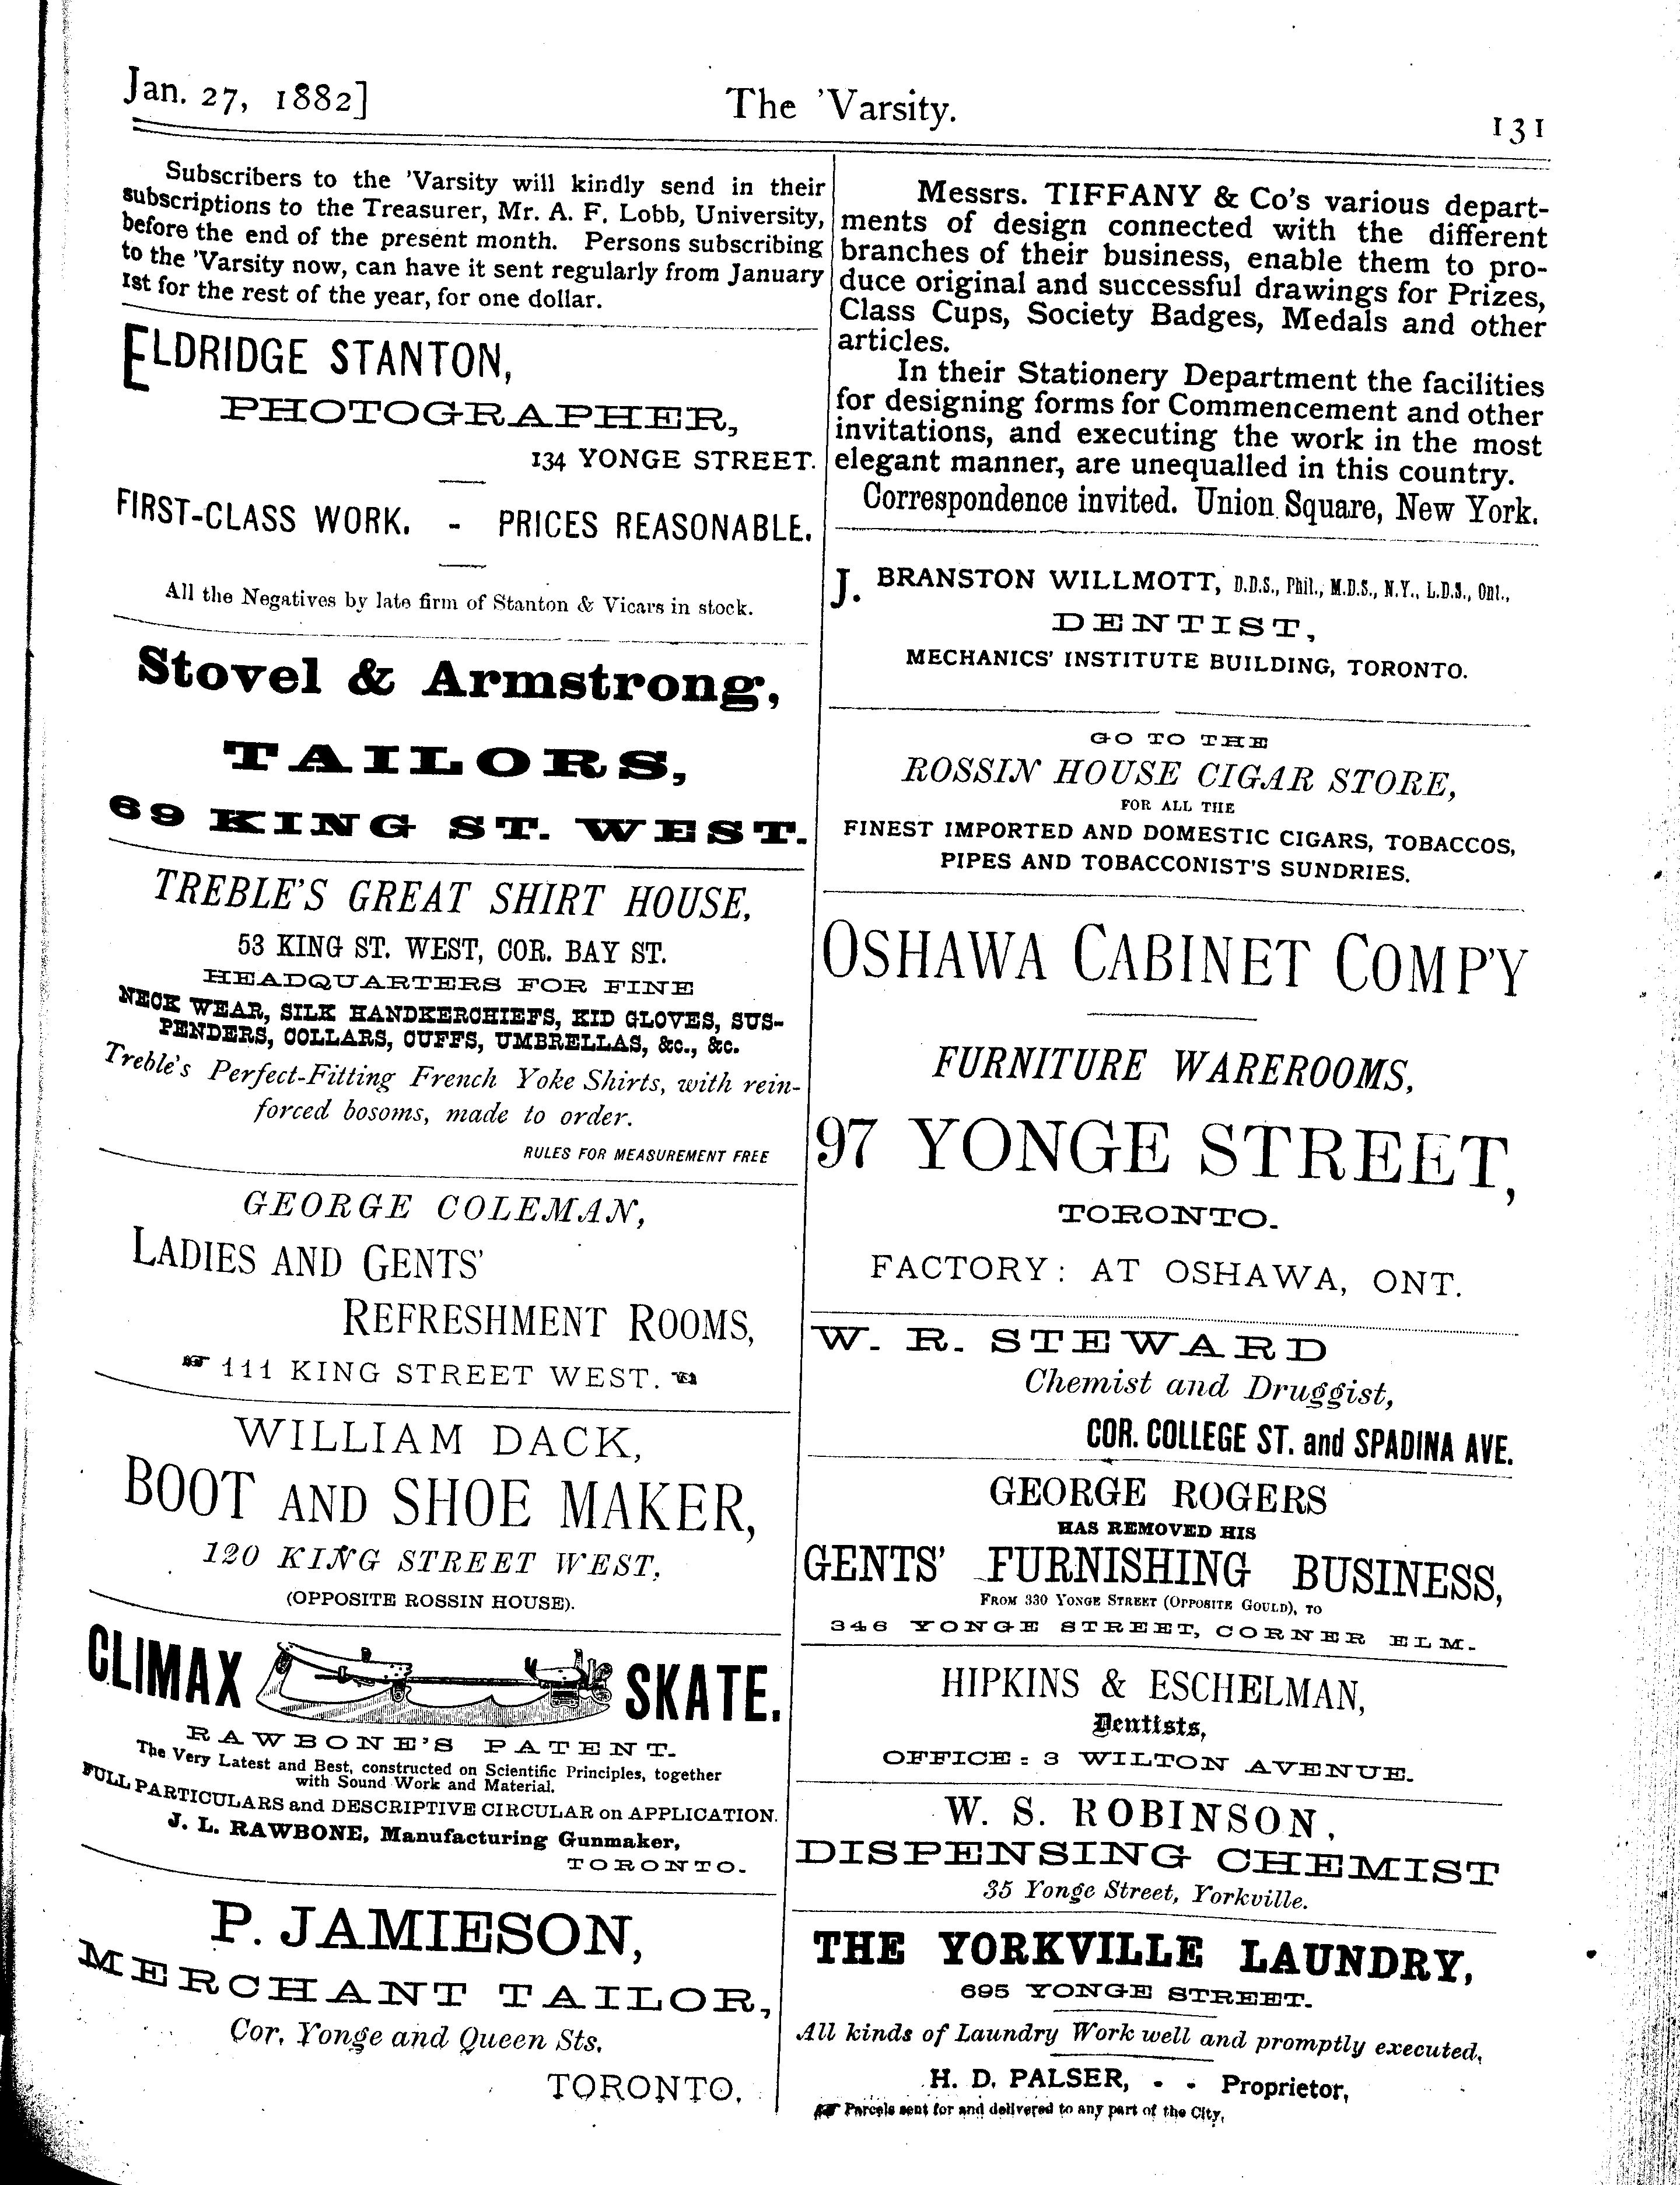 Jan. 27, 1882]
The 'Varsity.
131
Subscribers to the 'Varsity will kindly send in their
subscriptions to the Treasurer, Mr. A. F. Lobb, University,
before the end of the present month. Persons subscribing
to the 'Varsity now, can have it sent regularly from January
1st for the rest of the year, for one dollar.
ELDRIDGE STANTON,
PHOTOGRAPHER,
134 YONGE STREET.
FIRST-CLASS WORK. - PRICES REASONABLE.
All the Negatives by late firm of Stanton & Vicars in stock.
Stovel & Armstrong,
TAILORS,
69 KING ST. WEST.
TREBLE'S GREAT SHIRT HOUSE,
53 KING ST. WEST, COR. BAY ST.
HEADQUARTERS FOR FINE
NECK WEAR, SILK HANDKERCHIEFS, KID GLOVES, SUS-
PENDERS, COLLARS, CUFFS, UMBRELLAS, &c., &c.
Treble's Perfect-Fitting French Yoke Shirts, with rein-
forced bosoms, made to order.
RULES FOR MEASUREMENT FREE
GEORGE COLEMAN,
LADIES AND GENTS'
REFRESHMENT ROOMS,
☞ 111 KING STREET WEST. ☜
WILLIAM DACK,
BOOT AND SHOE MAKER,
120 KING STREET WEST,
(OPPOSITE ROSSIN HOUSE).
CLIMAX SKATE.
RAWBONE'S PATENT.
The Very Latest and Best, constructed on Scientific Principles, together
with Sound Work and Material.
FULL PARTICULARS and DESCRIPTIVE CIRCULAR on APPLICATION.
J. L. RAWBONE, Manufacturing Gunmaker,
TORONTO.
P. JAMIESON,
MERCHANT TAILOR,
Cor. Yonge and Queen Sts.
TORONTO.
Messrs. TIFFANY & Co's various depart-
ments of design connected with the different
branches of their business, enable them to pro-
duce original and successful drawings for Prizes,
Class Cups, Society Badges, Medals and other
articles.
In their Stationery Department the facilities
for designing forms for Commencement and other
invitations, and executing the work in the most
elegant manner, are unequalled in this country.
Correspondence invited. Union Square, New York.
J. BRANSTON WILLMOTT, D.D.S., Phil., M.D.S., N.Y., L.D.S., Ont.,
DENTIST,
MECHANICS' INSTITUTE BUILDING, TORONTO.
GO TO THE
ROSSIN HOUSE CIGAR STORE,
FOR ALL THE
FINEST IMPORTED AND DOMESTIC CIGARS, TOBACCOS,
PIPES AND TOBACCONIST'S SUNDRIES.
OSHAWA CABINET COMP'Y
FURNITURE WAREROOMS,
97 YONGE STREET,
TORONTO.
FACTORY: AT OSHAWA, ONT.
W. R. STEWARD
Chemist and Druggist,
COR. COLLEGE ST. and SPADINA AVE.
GEORGE ROGERS
HAS REMOVED HIS
GENTS' FURNISHING BUSINESS,
FROM 330 YONGE STREET (OPPOSITE GOULD), TO
346 YONGE STREET, CORNER ELM.
HIPKINS & ESCHELMAN,
Dentists,
OFFICE: 3 WILTON AVENUE.
W. S. ROBINSON,
DISPENSING CHEMIST
35 Yonge Street, Yorkville.
THE YORKVILLE LAUNDRY,
695 YONGE STREET.
All kinds of Laundry Work well and promptly executed.
H. D. PALSER, - - Proprietor,
☞ Parcels sent for and delivered to any part of the City.